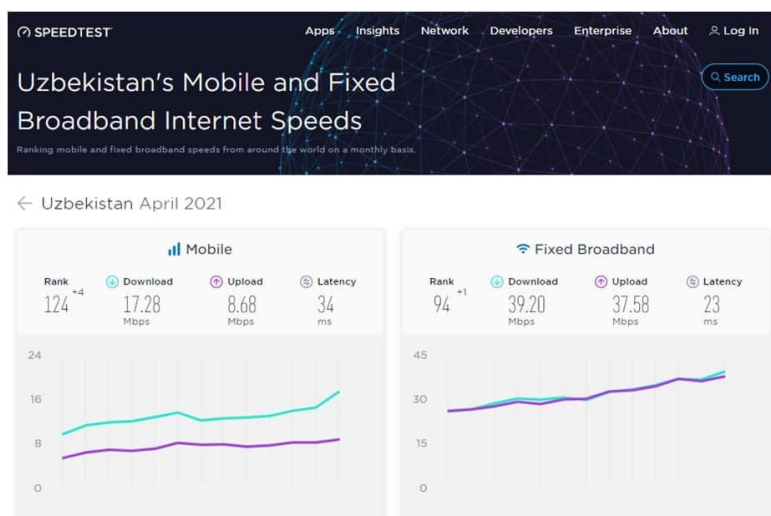 SPEEDTEST
Apps Insights Network Developers Enterprise About Log In
Uzbekistan's Mobile and Fixed
Broadband Internet Speeds
Search
Ranking mobile and fixed broadband speeds from around the world on a monthly basis.
← Uzbekistan April 2021
Mobile
Rank Download Upload Latency
124 +4 17.28 8.68 34
Mbps Mbps ms
24
16
8
0
Fixed Broadband
Rank Download Upload Latency
94 +1 39.20 37.58 23
Mbps Mbps ms
45
30
15
0